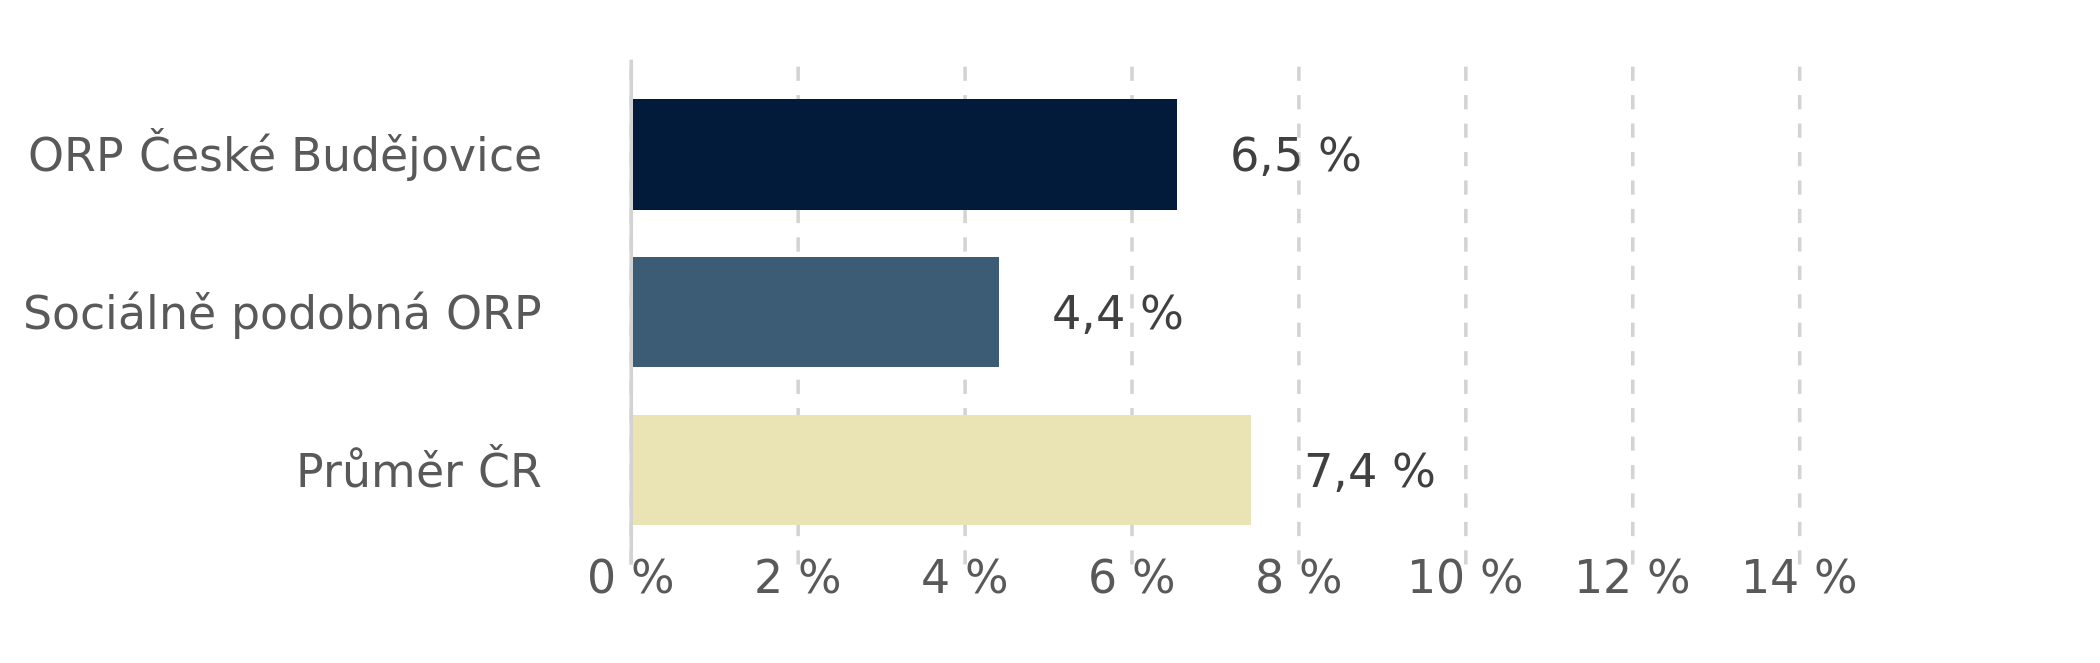 ORP České Budějovice
6,5 %
Sociálně podobná ORP
4,4 %
Průměr ČR
7,4 %
0 % 2 % 4 % 6 % 8 % 10 % 12 % 14 %